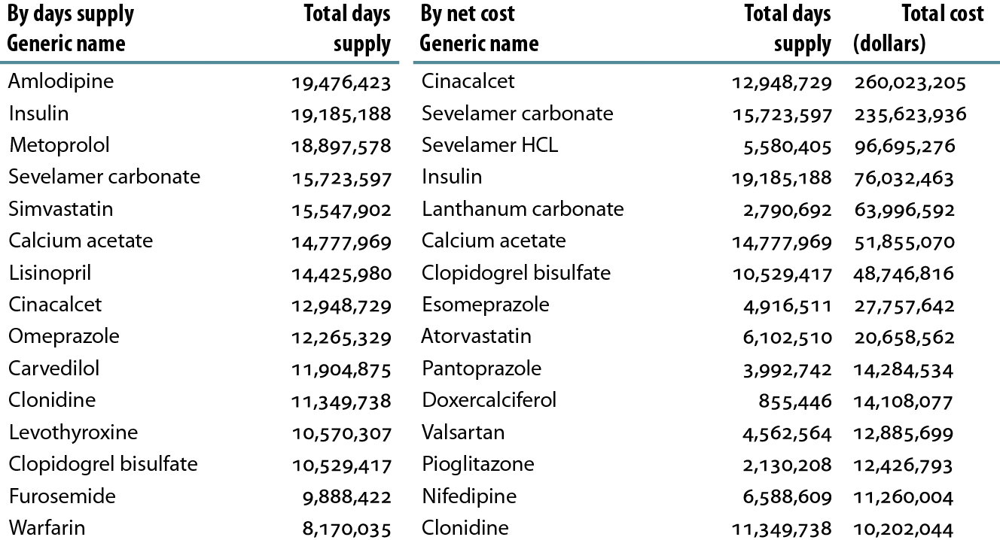 By days supply Total days By net cost Total days Total cost
Generic name supply Generic name supply (dollars)
Amlodipine 19,476,423 Cinacalcet 12,948,729 260,023,205
Insulin 19,185,188 Sevelamer carbonate 15,723,597 235,623,936
Metoprolol 18,897,578 Sevelamer HCL 5,580,405 96,695,276
Sevelamer carbonate 15,723,597 Insulin 19,185,188 76,032,463
Simvastatin 15,547,902 Lanthanum carbonate 2,790,692 63,996,592
Calcium acetate 14,777,969 Calcium acetate 14,777,969 51,855,070
Lisinopril 14,425,980 Clopidogrel bisulfate 10,529,417 48,746,816
Cinacalcet 12,948,729 Esomeprazole 4,916,511 27,757,642
Omeprazole 12,265,329 Atorvastatin 6,102,510 20,658,562
Carvedilol 11,904,875 Pantoprazole 3,992,742 14,284,534
Clonidine 11,349,738 Doxercalciferol 855,446 14,108,077
Levothyroxine 10,570,307 Valsartan 4,562,564 12,885,699
Clopidogrel bisulfate 10,529,417 Pioglitazone 2,130,208 12,426,793
Furosemide 9,888,422 Nifedipine 6,588,609 11,260,004
Warfarin 8,170,035 Clonidine 11,349,738 10,202,044